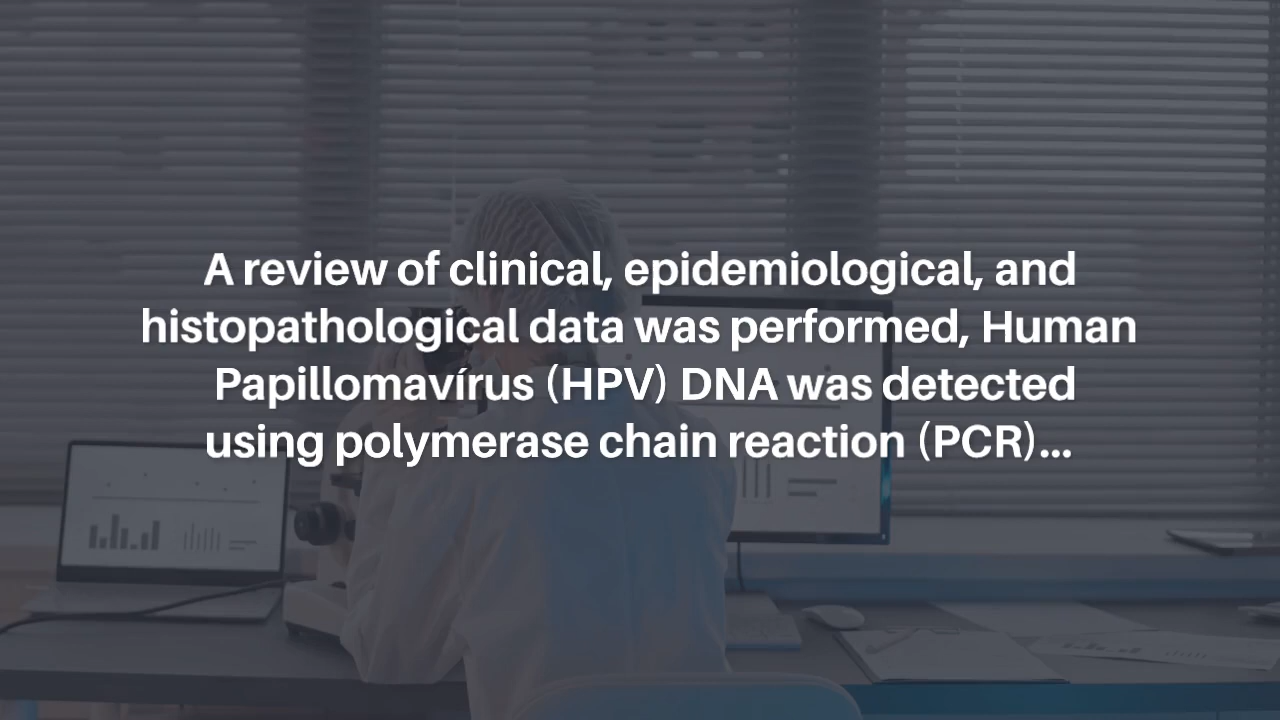 A review of clinical, epidemiological, and
histopathological data was performed, Human
Papillomavírus (HPV) DNA was detected
using polymerase chain reaction (PCR)...